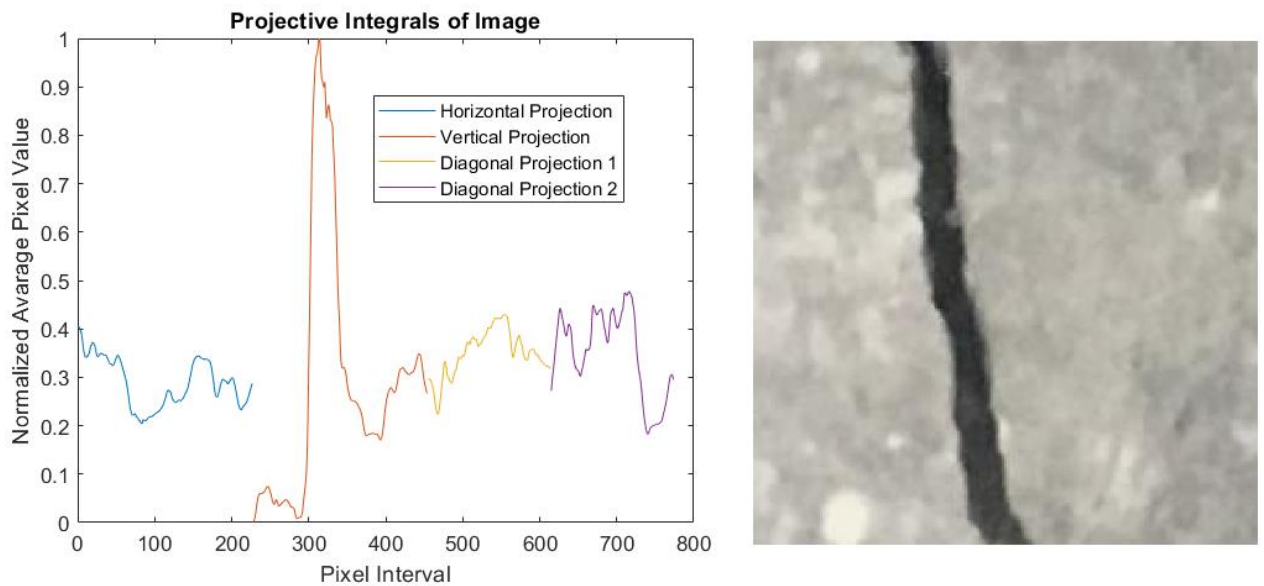 Projective Integrals of Image
Normalized Avarage Pixel Value
1
0.9
0.8
0.7
0.6
0.5
0.4
0.3
0.2
0.1
0
Horizontal Projection
Vertical Projection
Diagonal Projection 1
Diagonal Projection 2
0 100 200 300 400 500 600 700 800
Pixel Interval